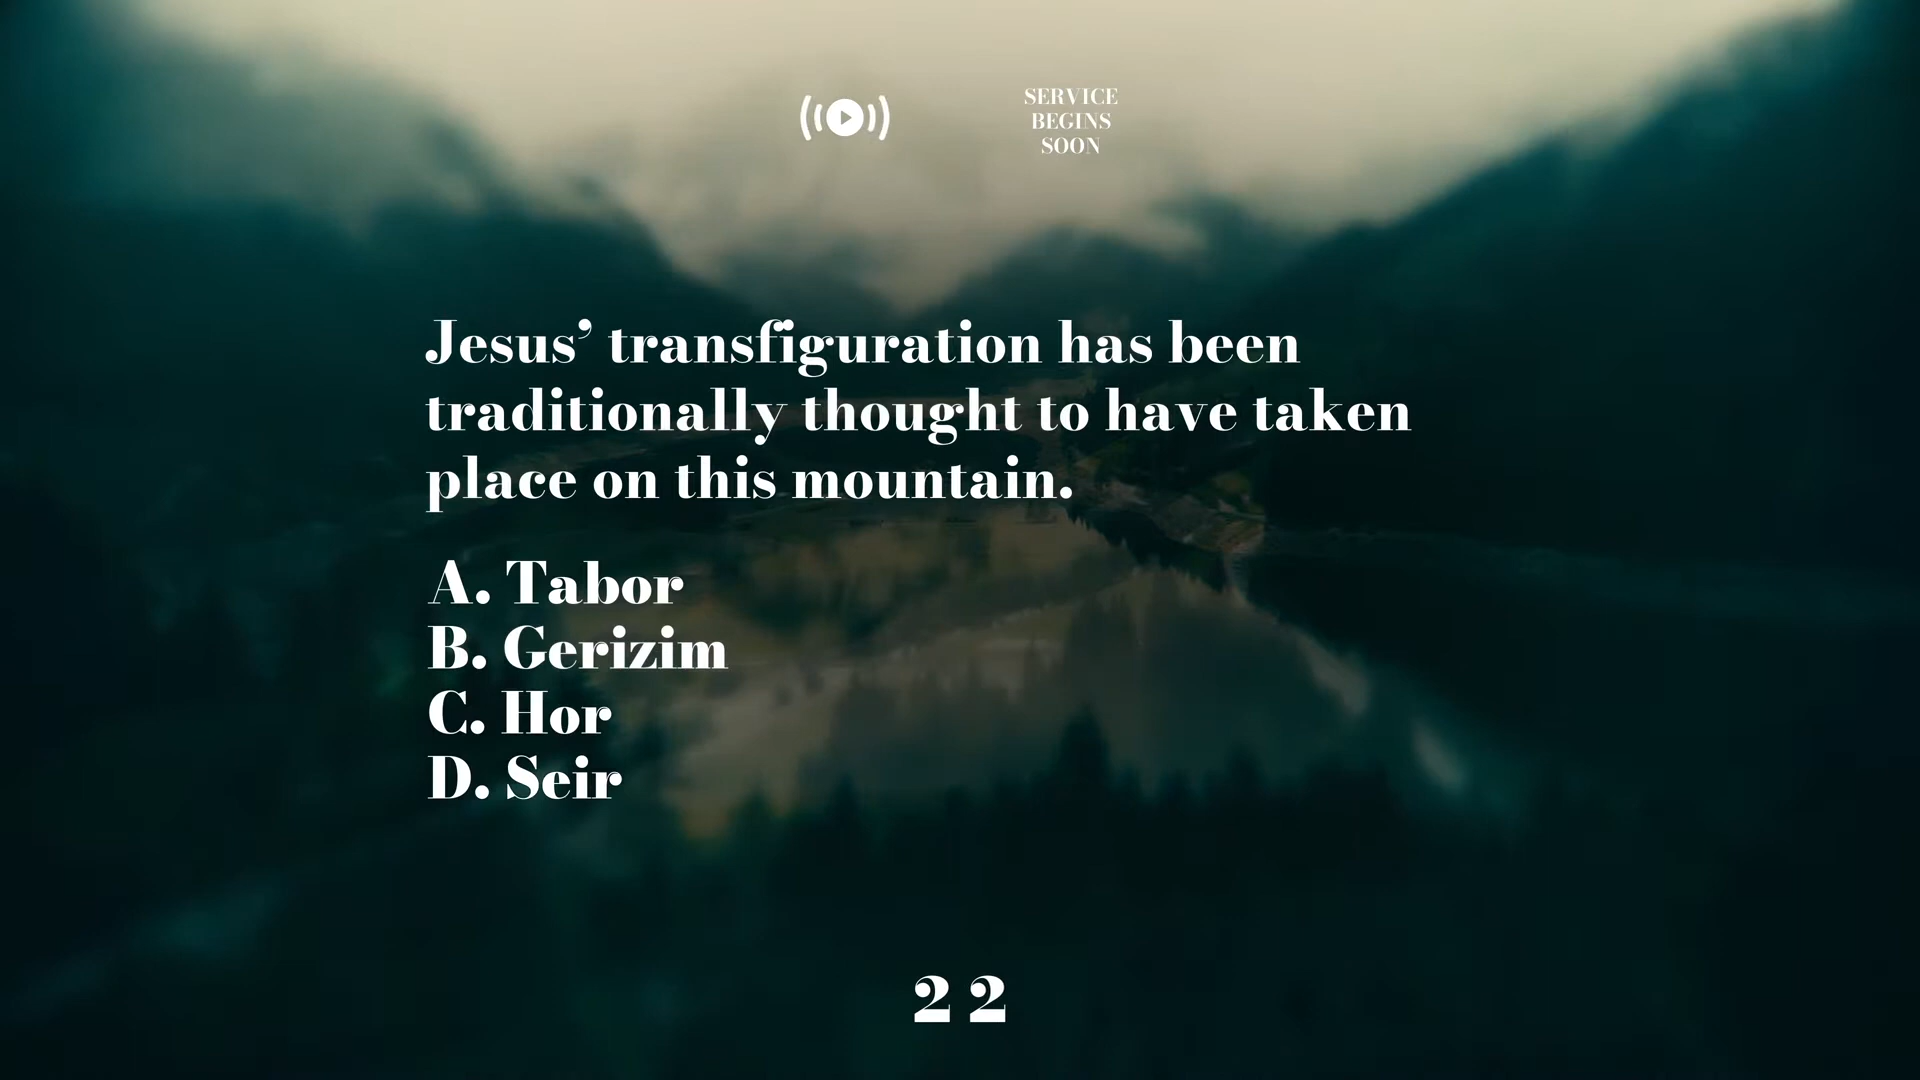 SERVICE
BEGINS
SOON
Jesus’ transfiguration has been
traditionally thought to have taken
place on this mountain.
A. Tabor
B. Gerizim
C. Hor
D. Seir
22